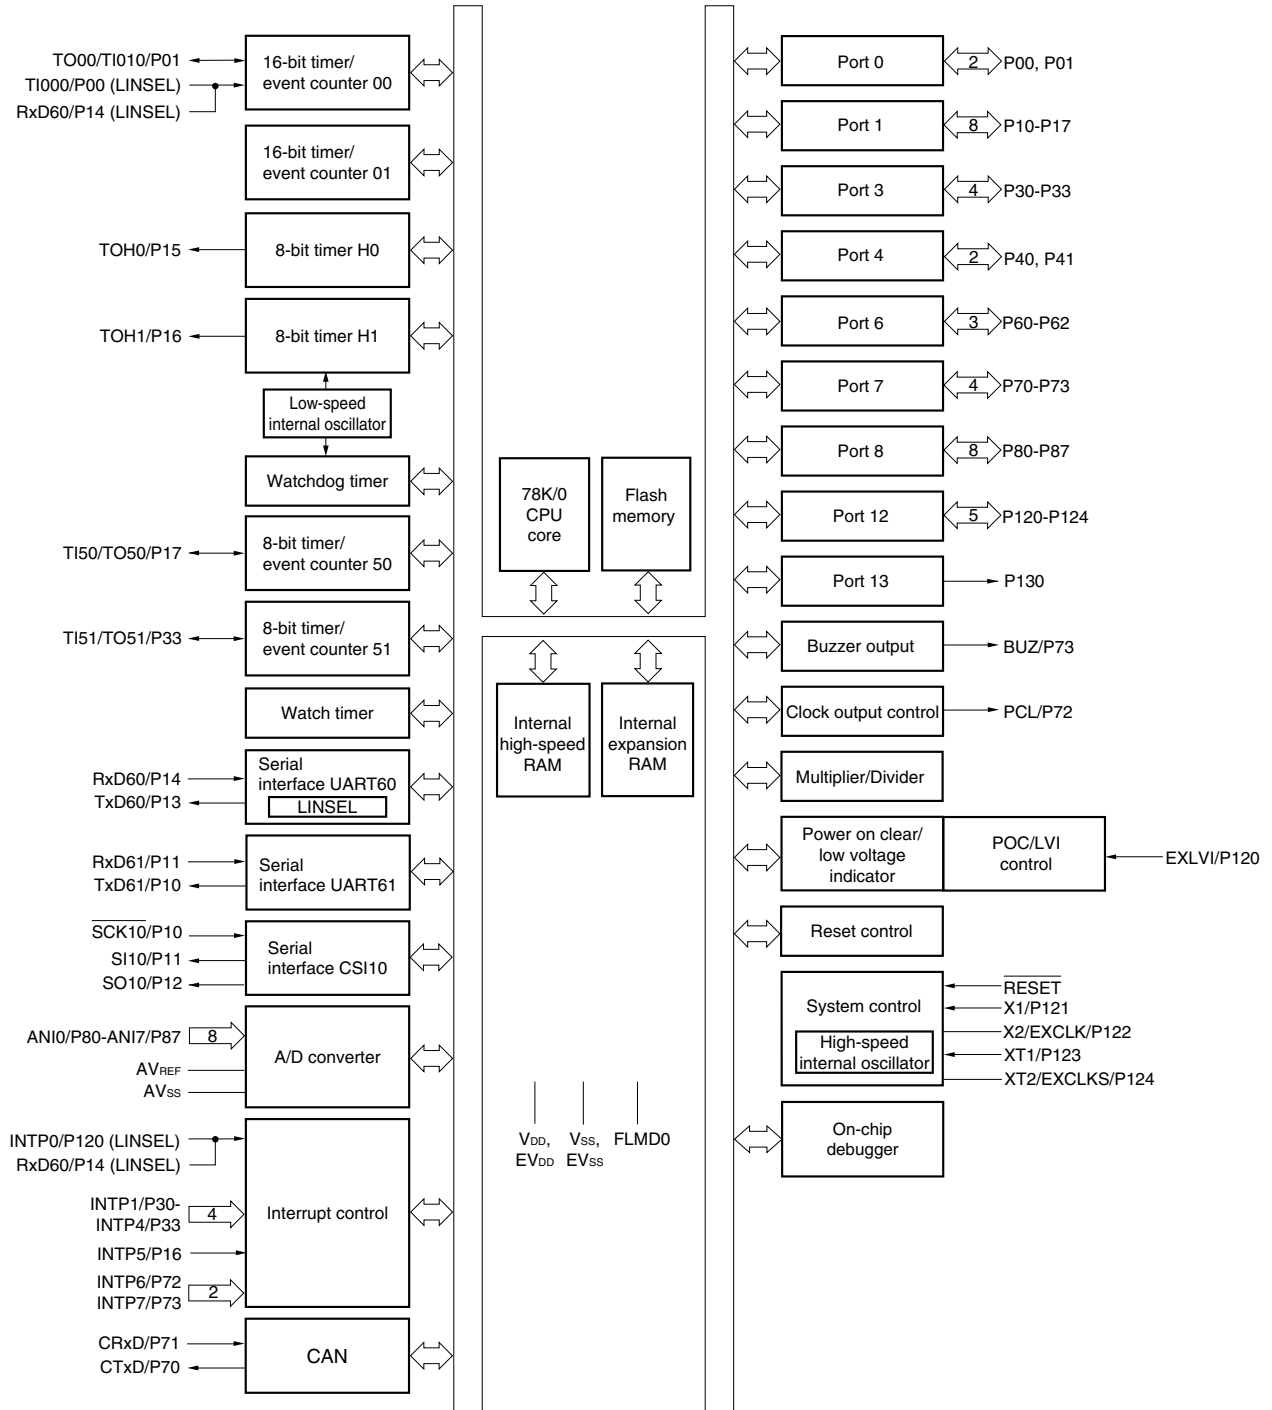 TO00/TI010/P01
TI000/P00 (LINSEL)
RxD60/P14 (LINSEL)
16-bit timer/
event counter 00
16-bit timer/
event counter 01
TOH0/P15
8-bit timer H0
TOH1/P16
8-bit timer H1
Low-speed
internal oscillator
Watchdog timer
TI50/TO50/P17
8-bit timer/
event counter 50
TI51/TO51/P33
8-bit timer/
event counter 51
Watch timer
RxD60/P14
TxD60/P13
Serial
interface UART60
LINSEL
RxD61/P11
TxD61/P10
Serial
interface UART61
SCK10/P10
SI10/P11
SO10/P12
Serial
interface CSI10
ANI0/P80-ANI7/P87
8
AVREF
AVSS
A/D converter
INTP0/P120 (LINSEL)
RxD60/P14 (LINSEL)
INTP1/P30-
INTP4/P33
4
INTP5/P16
INTP6/P72
INTP7/P73
2
Interrupt control
CRxD/P71
CTxD/P70
CAN
78K/0
CPU
core
Flash
memory
Internal
high-speed
RAM
Internal
expansion
RAM
VDD,
EVDD
VSS,
EVSS
FLMD0
Port 0
2
P00, P01
Port 1
8
P10-P17
Port 3
4
P30-P33
Port 4
2
P40, P41
Port 6
3
P60-P62
Port 7
4
P70-P73
Port 8
8
P80-P87
Port 12
5
P120-P124
Port 13
P130
Buzzer output
BUZ/P73
Clock output control
PCL/P72
Multiplier/Divider
Power on clear/
low voltage
indicator
POC/LVI
control
EXLVI/P120
Reset control
System control
High-speed
internal oscillator
RESET
X1/P121
X2/EXCLK/P122
XT1/P123
XT2/EXCLKS/P124
On-chip
debugger